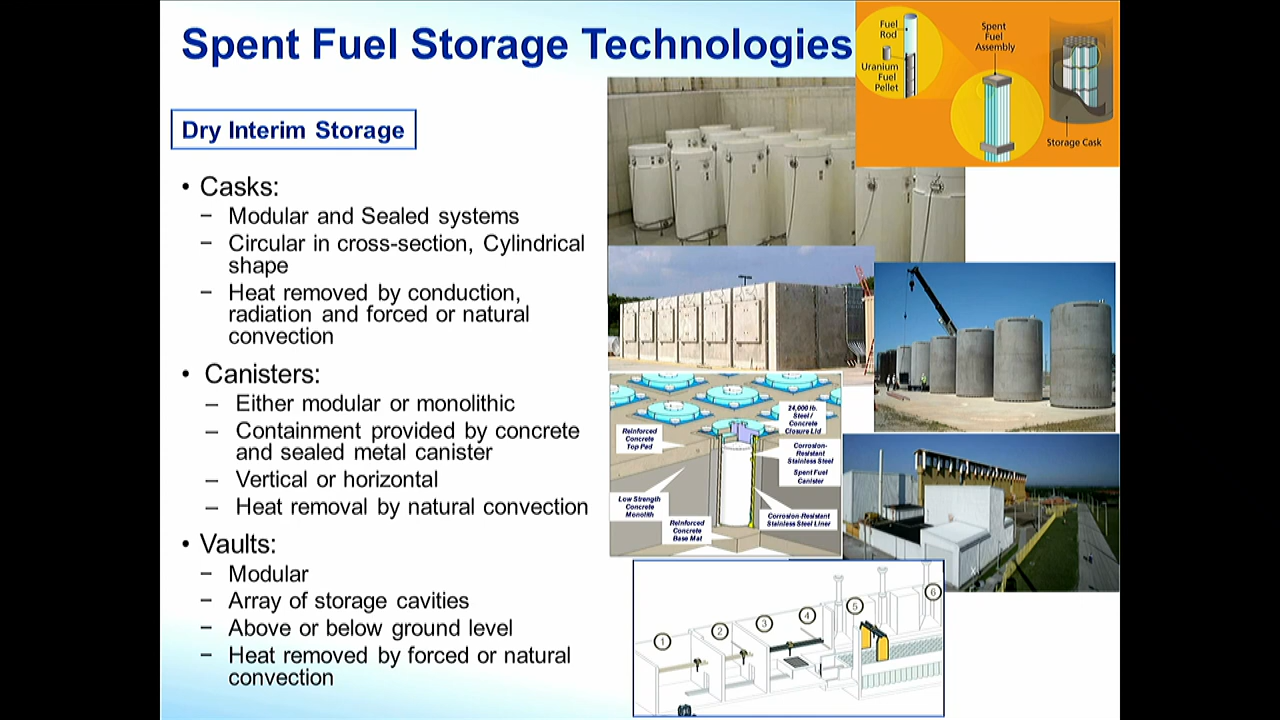 Spent Fuel Storage Technologies
Dry Interim Storage
• Casks:
− Modular and Sealed systems
− Circular in cross-section, Cylindrical
shape
− Heat removed by conduction,
radiation and forced or natural
convection
• Canisters:
– Either modular or monolithic
– Containment provided by concrete
and sealed metal canister
– Vertical or horizontal
– Heat removal by natural convection
• Vaults:
− Modular
− Array of storage cavities
− Above or below ground level
− Heat removed by forced or natural
convection
Fuel
Rod
Uranium
Fuel
Pellet
Spent
Fuel
Assembly
Storage Cask
24,000 lb.
Steel /
Concrete
Closure Lid
Reinforced
Concrete
Top Pad
Corrosion-
Resistant
Stainless Steel
Spent Fuel
Canister
Low Strength
Concrete
Monolith
Reinforced
Concrete
Base Mat
Corrosion-Resistant
Stainless Steel Liner
1
2
3
4
5
6